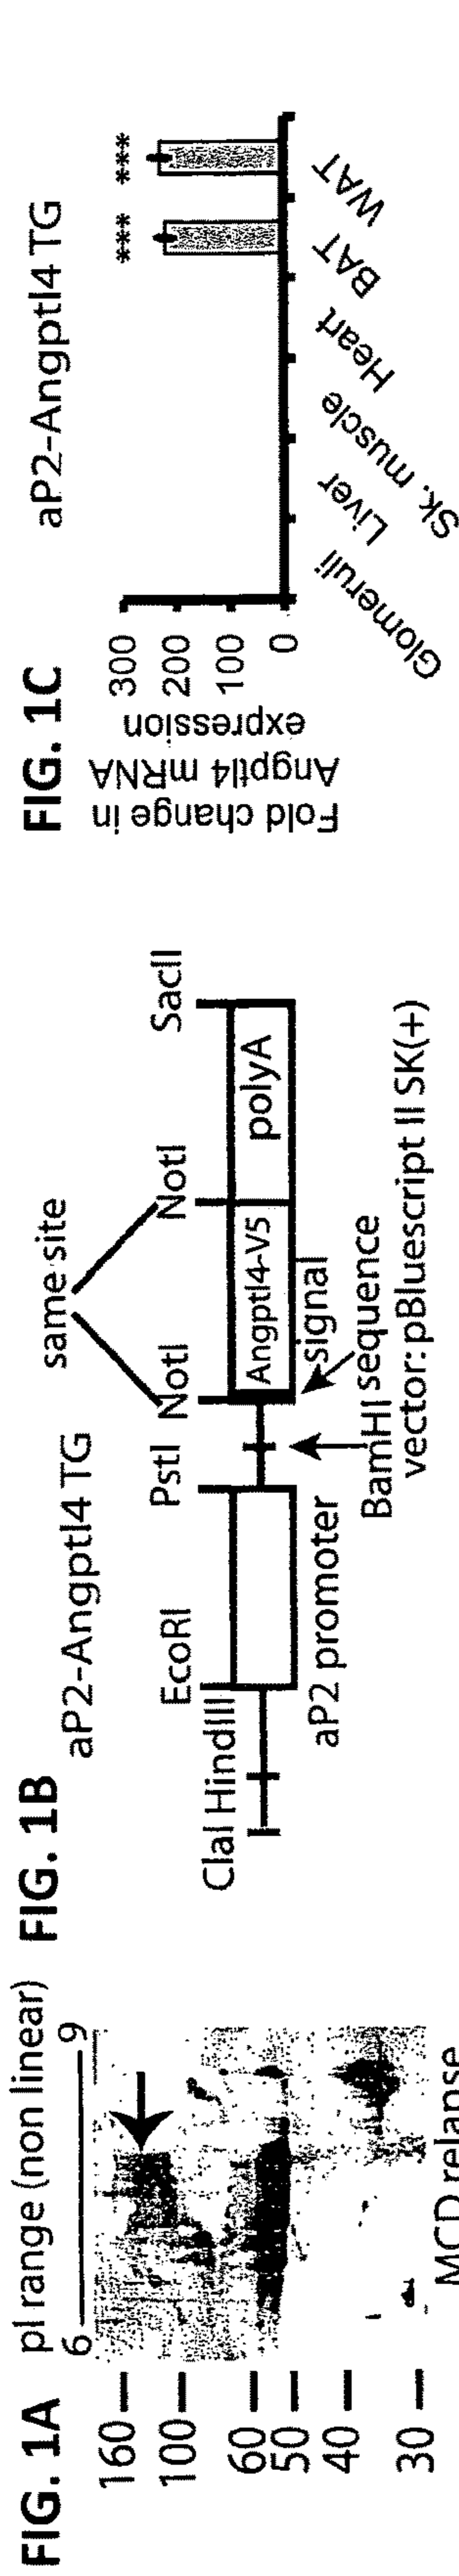 FIG. 1A
pI range (non linear)
6
9
160
100
60
50
40
30
MCD relapse
FIG. 1B
aP2-Angptl4 TG
same site
ClaI HindIII
EcoRI
PstI
NotI
NotI
SacII
Angptl4-V5
polyA
aP2 promoter
signal
sequence
BamHI
vector: pBluescript II SK(+)
FIG. 1C
aP2-Angptl4 TG
Fold change in
Angptl4 mRNA
expression
300
200
100
0
***
***
Glomeruli
Liver
Sk. muscle
Heart
BAT
WAT